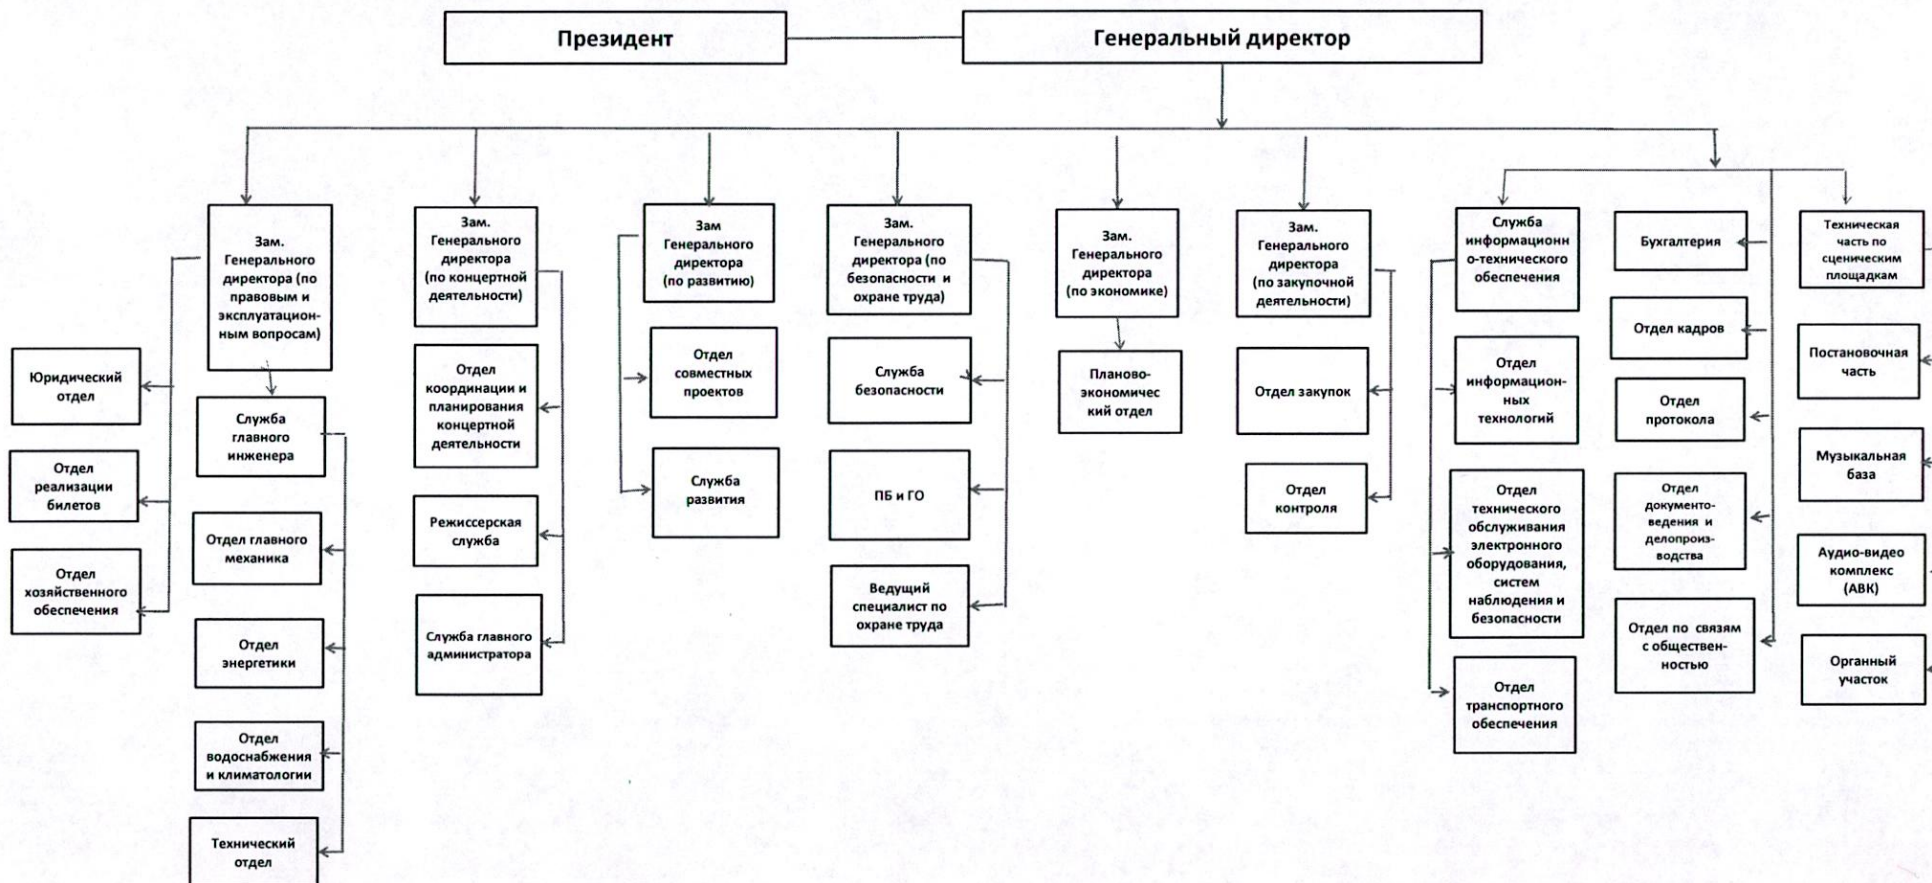 Президент
Генеральный директор
Зам.
Генерального
директора (по
правовым и
эксплуатацион-
ным вопросам)
Юридический
отдел
Отдел
реализации
билетов
Отдел
хозяйственного
обеспечения
Служба
главного
инженера
Отдел главного
механика
Отдел
энергетики
Отдел
водоснабжения
и климатологии
Технический
отдел
Зам.
Генерального
директора
(по концертной
деятельности)
Отдел
координации и
планирования
концертной
деятельности
Режиссерская
служба
Служба главного
администратора
Зам
Генерального
директора
(по развитию)
Отдел
совместных
проектов
Служба
развития
Зам.
Генерального
директора (по
безопасности и
охране труда)
Служба
безопасности
ПБ и ГО
Ведущий
специалист по
охране труда
Зам.
Генерального
директора
(по экономике)
Планово-
экономичес
кий отдел
Зам.
Генерального
директора
(по закупочной
деятельности)
Отдел закупок
Отдел
контроля
Служба
информационн
о-технического
обеспечения
Отдел
информацион-
ных
технологий
Отдел
технического
обслуживания
электронного
оборудования,
систем
наблюдения и
безопасности
Отдел
транспортного
обеспечения
Бухгалтерия
Отдел кадров
Отдел
протокола
Отдел
документо-
ведения и
делопроиз-
водства
Отдел по связям
с обществен-
ностью
Техническая
часть по
сценическим
площадкам
Постановочная
часть
Музыкальная
база
Аудио-видео
комплекс
(АВК)
Органный
участок